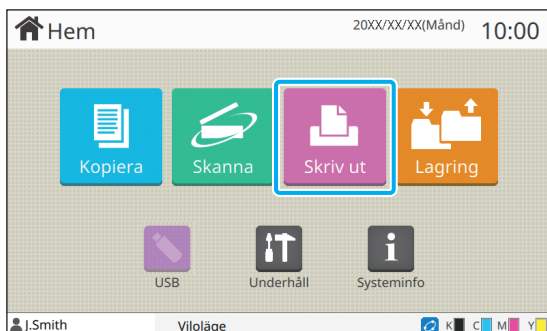 Hem
20XX/XX/XX(Månd) 10:00
Kopiera Skanna Skriv ut Lagring
USB Underhåll Systeminfo
J.Smith Viloläge K C M Y